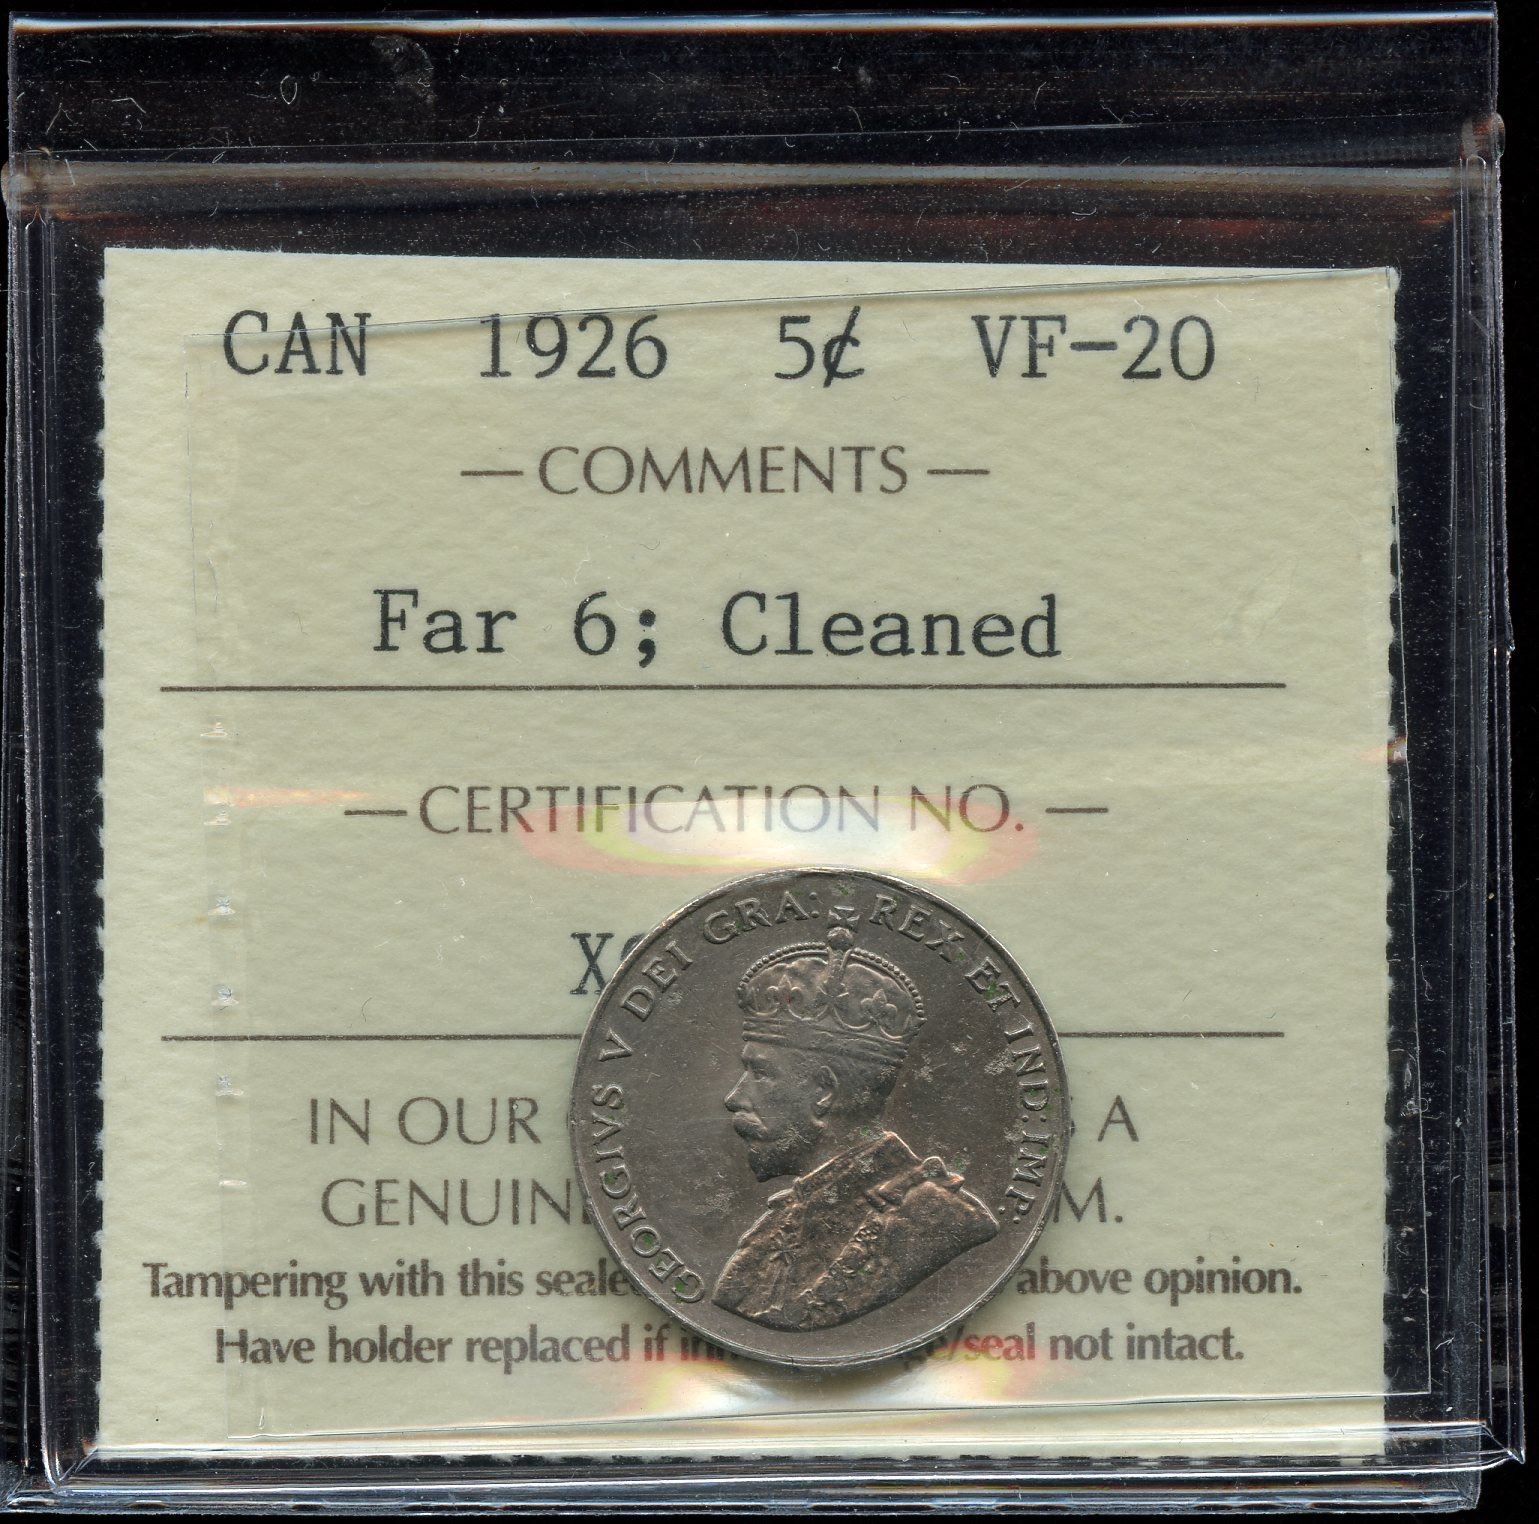 CAN 1926 5¢ VF-20
— COMMENTS —
Far 6; Cleaned
— CERTIFICATION NO. —
IN OUR A
GENUIN M.
Tampering with this seale above opinion.
Have holder replaced if in e/seal not intact.
GEORGIVS V DEI GRA: REX ET IND: IMP: